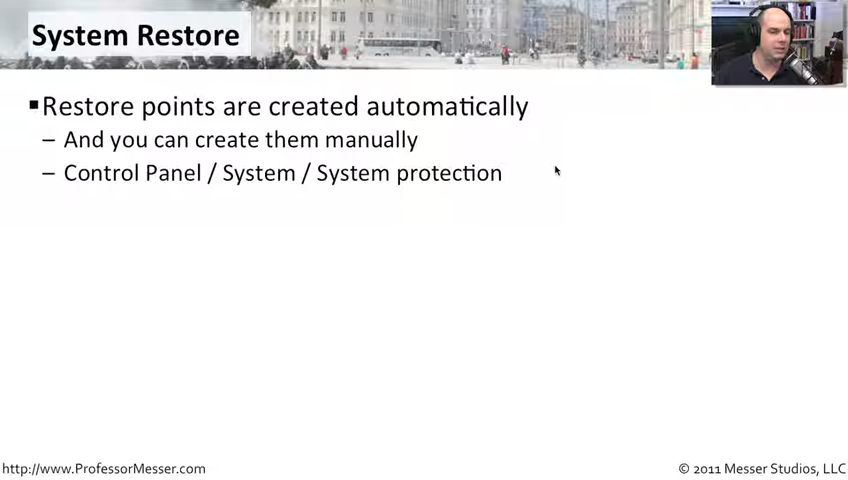 System Restore
▪Restore points are created automatically
– And you can create them manually
– Control Panel / System / System protection
http://www.ProfessorMesser.com
© 2011 Messer Studios, LLC